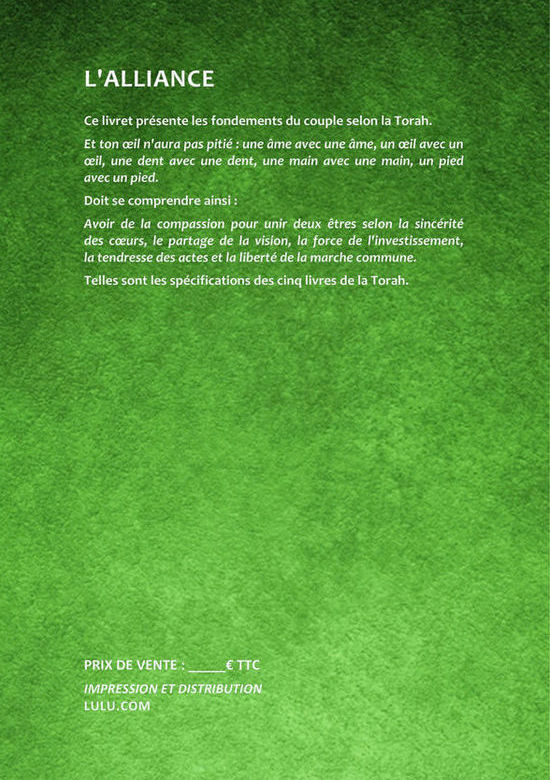 L'ALLIANCE
Ce livret présente les fondements du couple selon la Torah.
Et ton œil n'aura pas pitié : une âme avec une âme, un œil avec un
œil, une dent avec une dent, une main avec une main, un pied
avec un pied.
Doit se comprendre ainsi :
Avoir de la compassion pour unir deux êtres selon la sincérité
des cœurs, le partage de la vision, la force de l'investissement,
la tendresse des actes et la liberté de la marche commune.
Telles sont les spécifications des cinq livres de la Torah.
PRIX DE VENTE : _____€ TTC
IMPRESSION ET DISTRIBUTION
LULU.COM